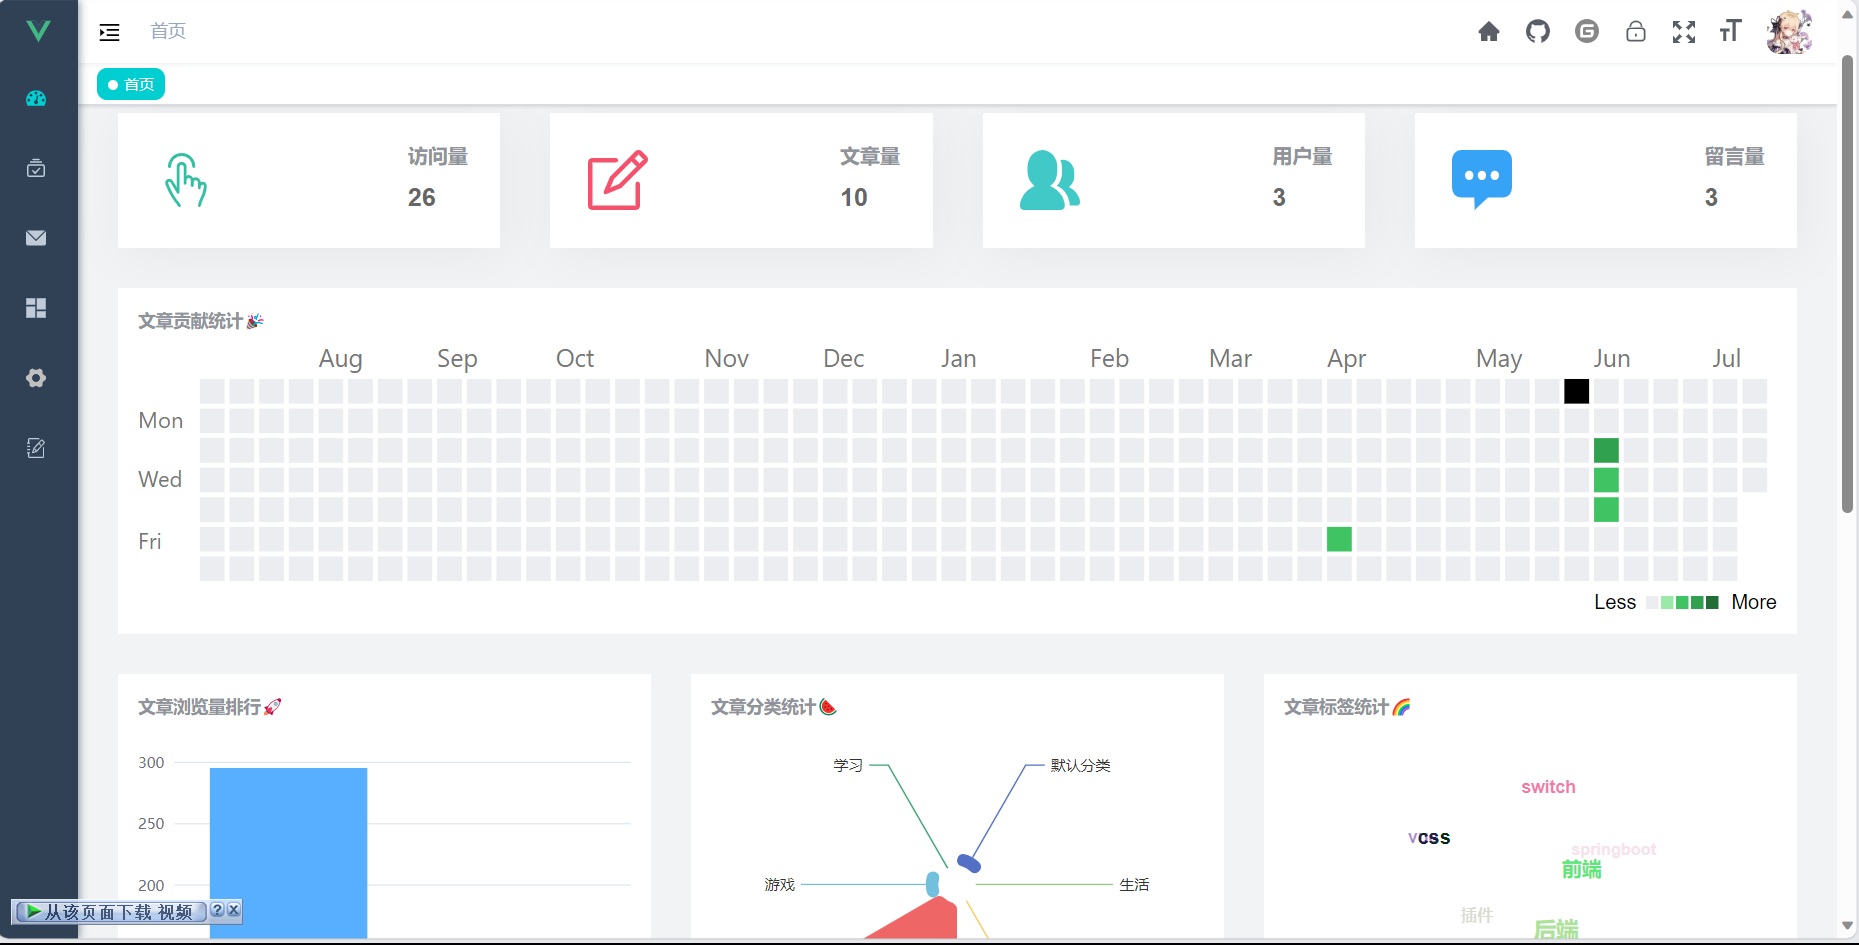 首页
首页
访问量
26
文章量
10
用户量
3
留言量
3
文章贡献统计
Aug Sep Oct Nov Dec Jan Feb Mar Apr May Jun Jul
Mon
Wed
Fri
Less More
文章浏览量排行
300
250
200
文章分类统计
学习
默认分类
游戏
生活
文章标签统计
switch
css
springboot
前端
插件
后端
从该页面下载 视频